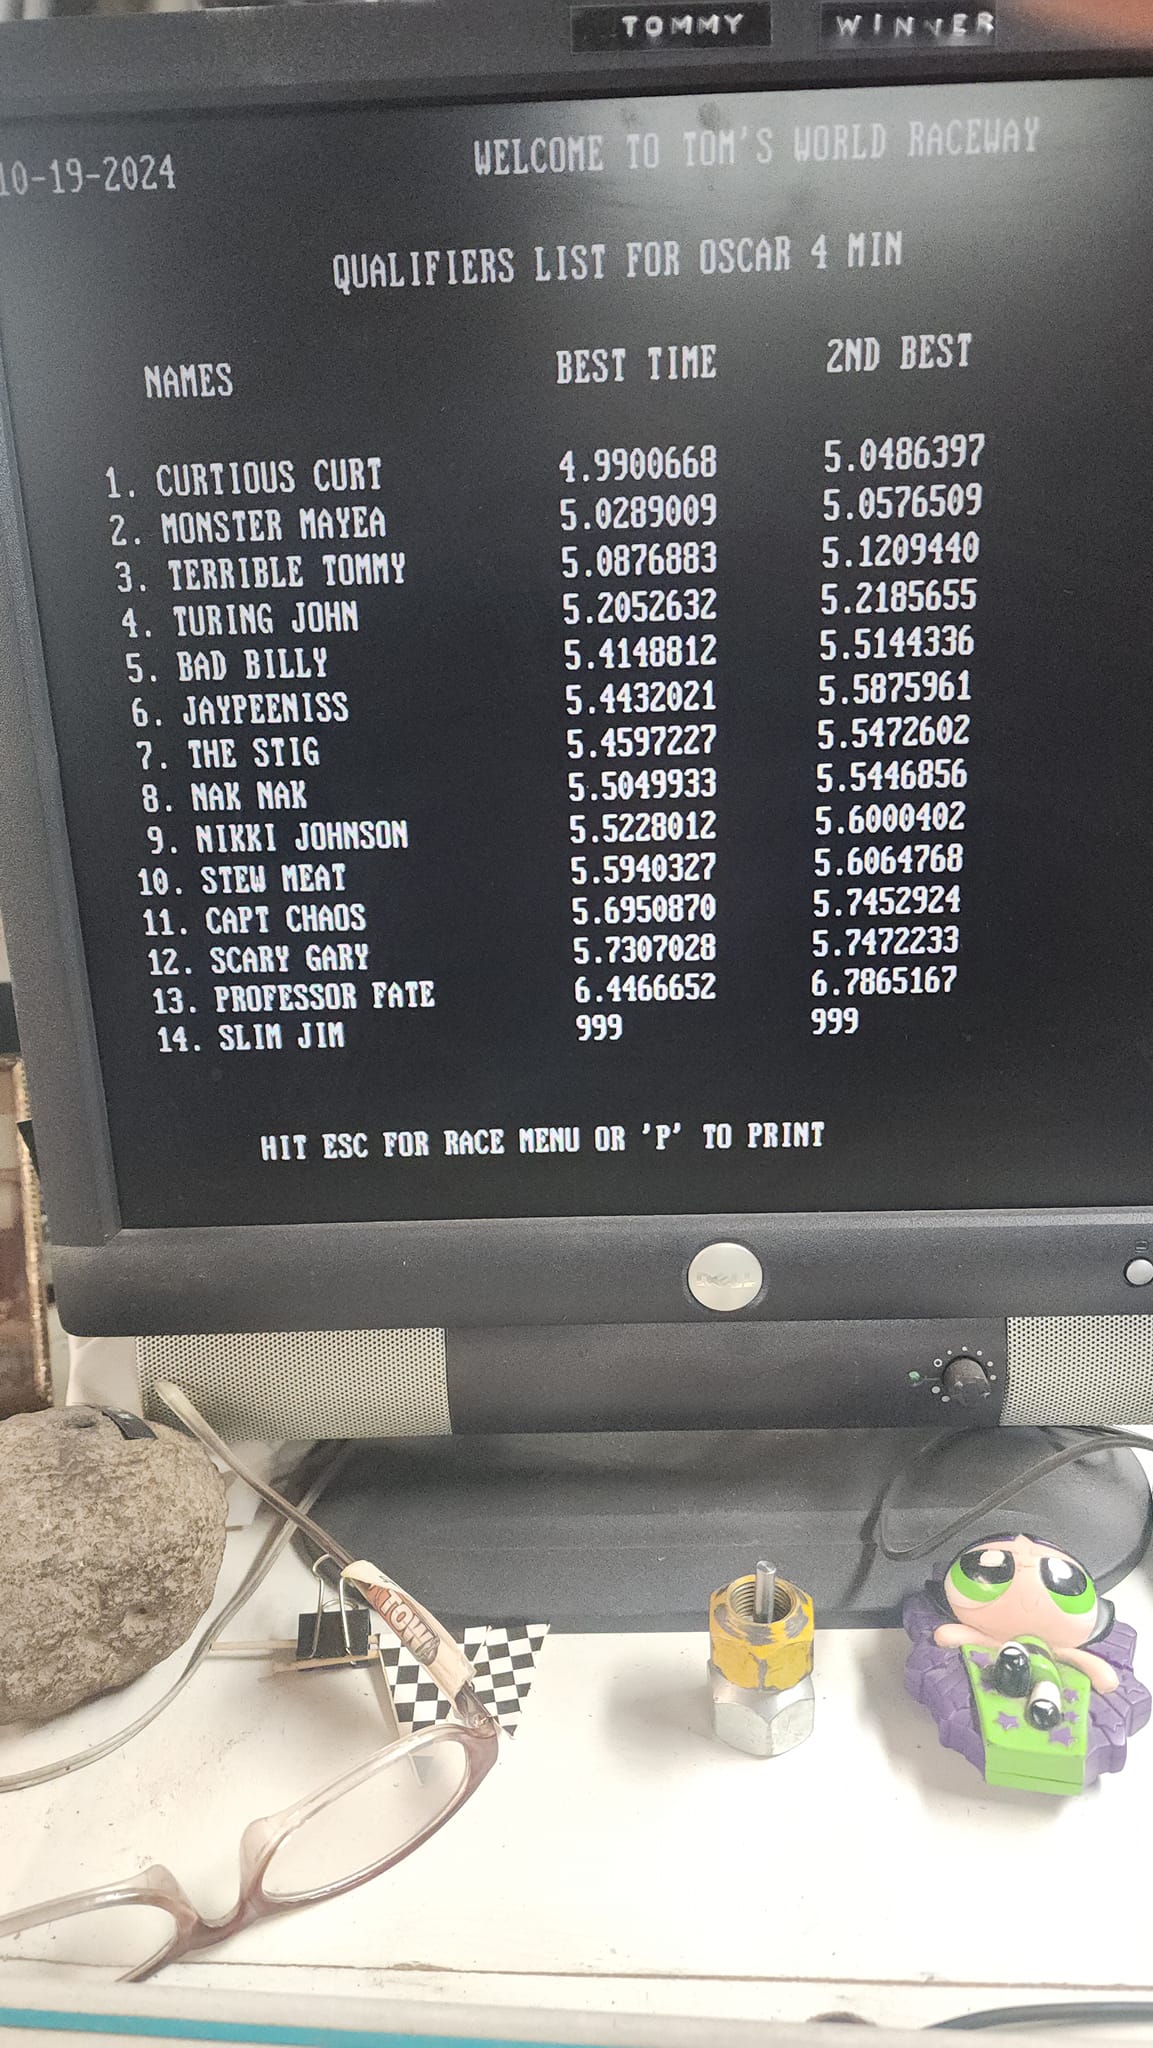 TOMMY WINNER
10-19-2024 WELCOME TO TOM'S WORLD RACEWAY
QUALIFIERS LIST FOR OSCAR 4 MIN
NAMES BEST TIME 2ND BEST
1. CURTIOUS CURT 4.9900668 5.0486397
2. MONSTER MAYEA 5.0289009 5.0576509
3. TERRIBLE TOMMY 5.0876883 5.1209440
4. TURING JOHN 5.2052632 5.2185655
5. BAD BILLY 5.4148812 5.5144336
6. JAYPEENISS 5.4432021 5.5875961
7. THE STIG 5.4597227 5.5472602
8. NAK NAK 5.5049933 5.5446856
9. NIKKI JOHNSON 5.5228012 5.6000402
10. STEW MEAT 5.5940327 5.6064768
11. CAPT CHAOS 5.6950870 5.7452924
12. SCARY GARY 5.7307028 5.7472233
13. PROFESSOR FATE 6.4466652 6.7865167
14. SLIM JIM 999 999
HIT ESC FOR RACE MENU OR 'P' TO PRINT
DELL